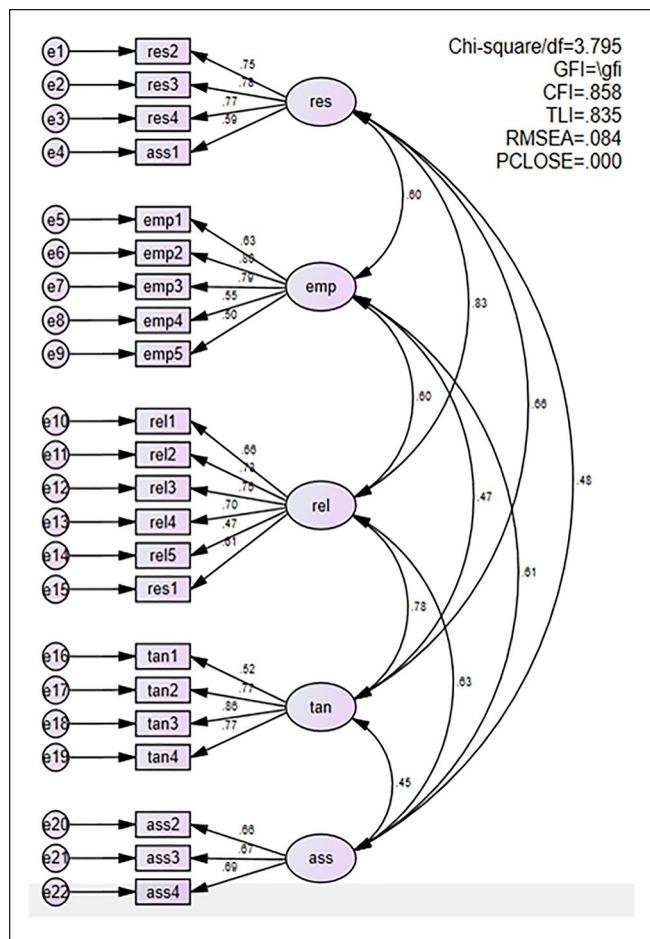 Chi-square/df=3.795
GFI=\gfi
CFI=.858
TLI=.835
RMSEA=.084
PCLOSE=.000
e1 res2 .75
e2 res3 .78
e3 res4 .77
e4 ass1 .59
res
.60
e5 emp1 .63
e6 emp2 .80
e7 emp3 .79
e8 emp4 .55
e9 emp5 .50
emp
.83
.60
.66
.48
e10 rel1 .66
e11 rel2
e12 rel3
e13 rel4 .70
e14 rel5 .47
e15 res1 .61
rel
.47
.61
.78
e16 tan1 .52
e17 tan2 .77
e18 tan3 .86
e19 tan4 .77
tan
.63
.45
e20 ass2 .66
e21 ass3 .67
e22 ass4 .69
ass